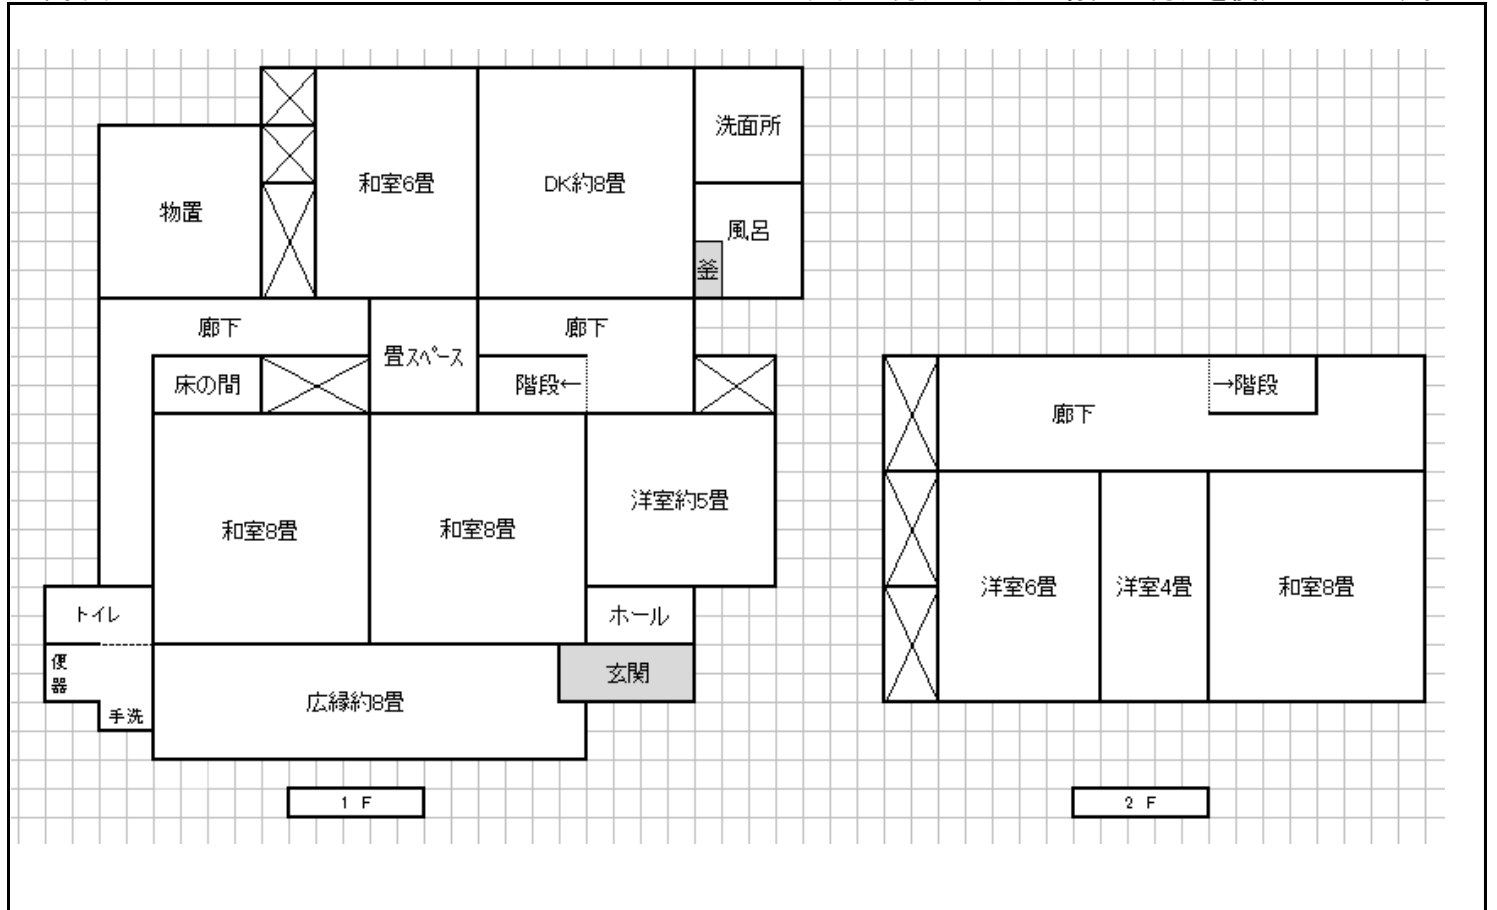 洗面所
和室6畳
DK約8畳
物置
風呂
釜
廊下
廊下
畳スペース
床の間
階段←
→階段
廊下
洋室約5畳
和室8畳
和室8畳
洋室6畳
洋室4畳
和室8畳
トイレ
ホール
便器
玄関
広縁約8畳
手洗
1 F
2 F